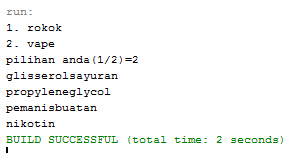 run:
1. rokok
2. vape
pilihan anda(1/2)=2
glisserolsayuran
propyleneglycol
pemanisbuatan
nikotin
BUILD SUCCESSFUL (total time: 2 seconds)